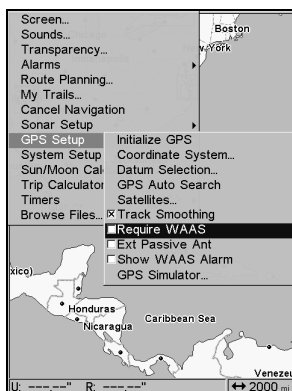 Screen...
Sounds...
Transparency...
Alarms
Route Planning...
My Trails...
Cancel Navigation
Sonar Setup
GPS Setup
System Setup
Sun/Moon Cal
Trip Calculator
Timers
Browse Files...
Boston
York
Initialize GPS
Coordinate System...
Datum Selection...
GPS Auto Search
Satellites...
Track Smoothing
Require WAAS
Ext Passive Ant
Show WAAS Alarm
GPS Simulator...
xico)
Honduras
Nicaragua
Caribbean Sea
Venezue
U: ---.--" R: ---.--" ↔ 2000 mi